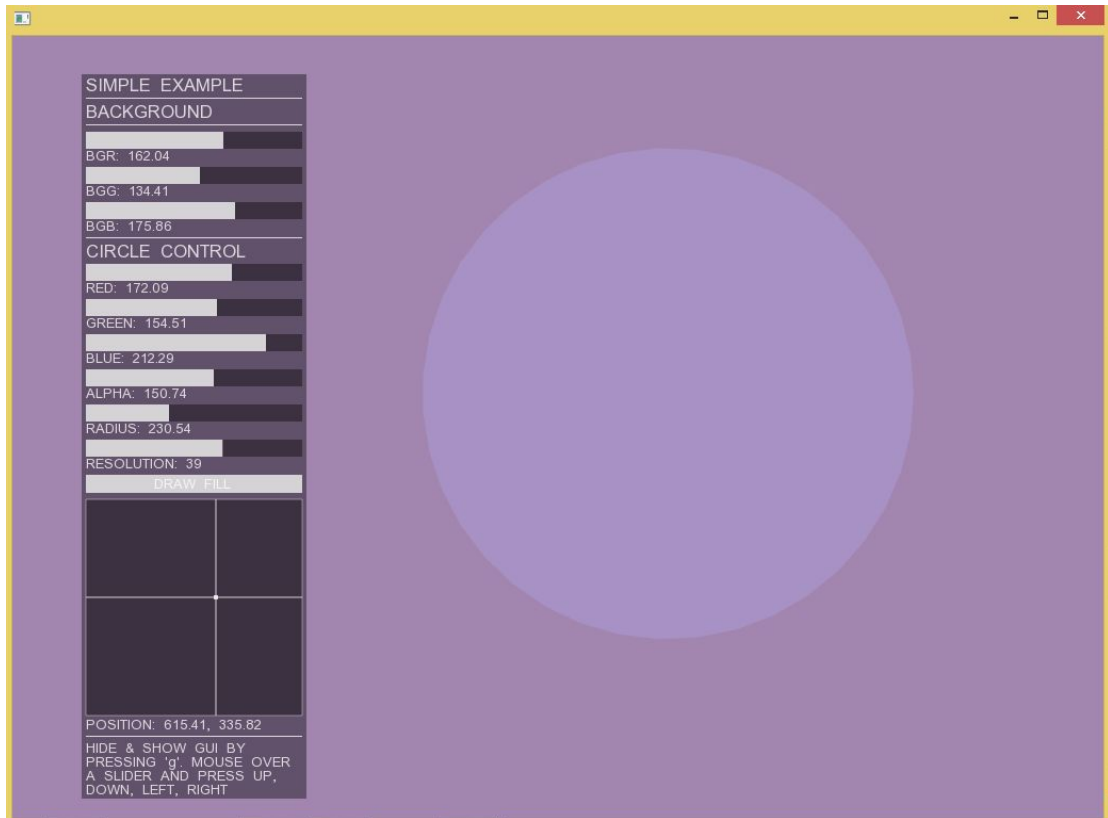 SIMPLE EXAMPLE
BACKGROUND
BGR: 162.04
BGG: 134.41
BGB: 175.86
CIRCLE CONTROL
RED: 172.09
GREEN: 154.51
BLUE: 212.29
ALPHA: 150.74
RADIUS: 230.54
RESOLUTION: 39
DRAW FILL
POSITION: 615.41, 335.82
HIDE & SHOW GUI BY
PRESSING 'g'. MOUSE OVER
A SLIDER AND PRESS UP,
DOWN, LEFT, RIGHT